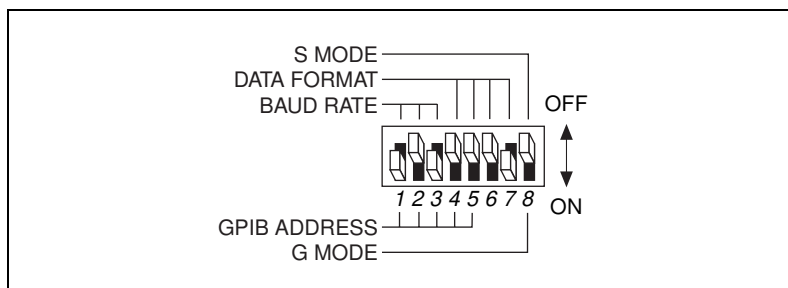 S MODE
DATA FORMAT
BAUD RATE
OFF
1 2 3 4 5 6 7 8
ON
GPIB ADDRESS
G MODE